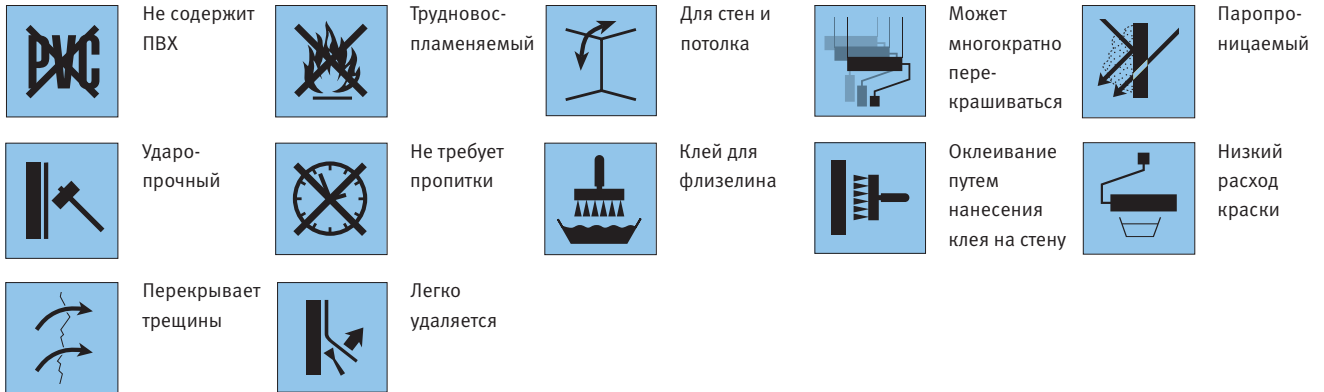 PVC
Не содержит
ПВХ
Трудновос-
пламеняемый
Для стен и
потолка
Может
многократно
пере-
крашиваться
Паропро-
ницаемый
Ударо-
прочный
Не требует
пропитки
Клей для
флизелина
Оклеивание
путем
нанесения
клея на стену
Низкий
расход
краски
Перекрывает
трещины
Легко
удаляется